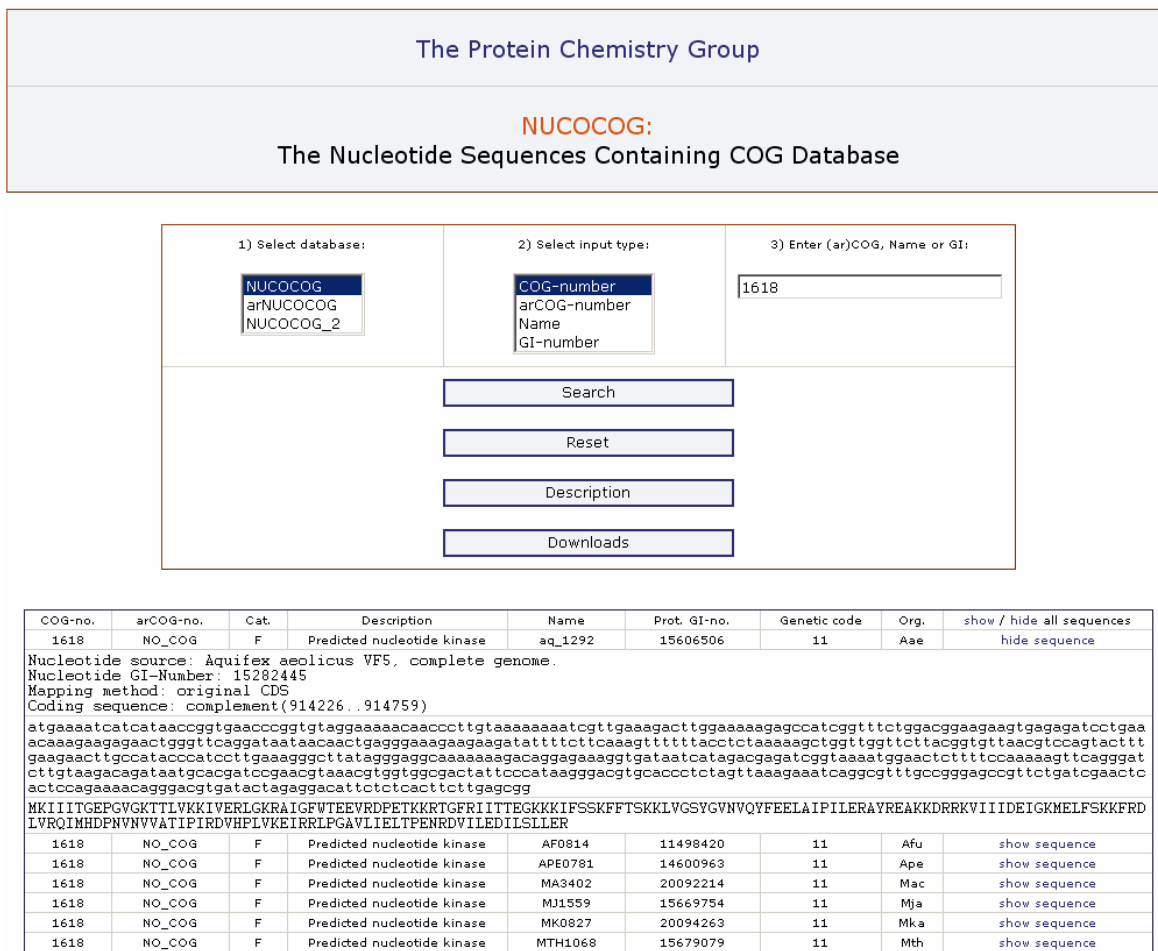 The Protein Chemistry Group
NUCOCOG:
The Nucleotide Sequences Containing COG Database
1) Select database:
2) Select input type:
3) Enter (ar)COG, Name or GI:
NUCOCOG
arNUCOCOG
NUCOCOG_2
COG-number
arCOG-number
Name
GI-number
1618
Search
Reset
Description
Downloads
COG-no. arCOG-no. Cat. Description Name Prot. GI-no. Genetic code Org. show / hide all sequences
1618 NO_COG F Predicted nucleotide kinase aq_1292 15606506 11 Aae hide sequence
Nucleotide source: Aquifex aeolicus VF5, complete genome.
Nucleotide GI-Number: 15282445
Mapping method: original CDS
Coding sequence: complement(914226..914759)
atgaaaatcatcataaccggtgaacccggtgtaggaaaaacaacccttgtaaaaaaaatcgttgaaagacttggaaaaagagccatcggtttctggacggaagaagtgagagatcctgaa
acaaagaagagaactgggttcaggataataacaactgagggaaagaagaagatattttcttcaaagttttttacctctaaaaagctggttggttcttacggtgttaacgtccagtacttt
gaagaacttgccatacccatccttgaaagggcttatagggaagcaaaaaaggacaggagaaaggtgataatcatagacgagatcggtaaaatggaactcttttccaaaaagttcagggat
cttgtaagacagataatgcacgatccgaacgtaaacgtggtggcgactattcccataagggacgtgcaccctctagttaaagaaatcaggcgtttgccgggagccgttctgatcgaactc
actccagaaaacagggacgtgatactagaggacattctctcacttcttgagcgg
MKIIITGEPGVGKTTLVKKIVERLGKRAIGFWTEEVRDPETKKRTGFRIITTEGKKKIFSSKFFTSKKLVGSYGVNVQYFEELAIPILERAYREAKKDRRKVIIIDEIGKMELFSKKFRD
LVRQIMHDPNVNVVATIPIRDVHPLVKEIRRLPGAVLIELTPENRDVILEDILSLLER
1618 NO_COG F Predicted nucleotide kinase AF0814 11498420 11 Afu show sequence
1618 NO_COG F Predicted nucleotide kinase APE0781 14600963 11 Ape show sequence
1618 NO_COG F Predicted nucleotide kinase MA3402 20092214 11 Mac show sequence
1618 NO_COG F Predicted nucleotide kinase MJ1559 15669754 11 Mja show sequence
1618 NO_COG F Predicted nucleotide kinase MK0827 20094263 11 Mka show sequence
1618 NO_COG F Predicted nucleotide kinase MTH1068 15679079 11 Mth show sequence